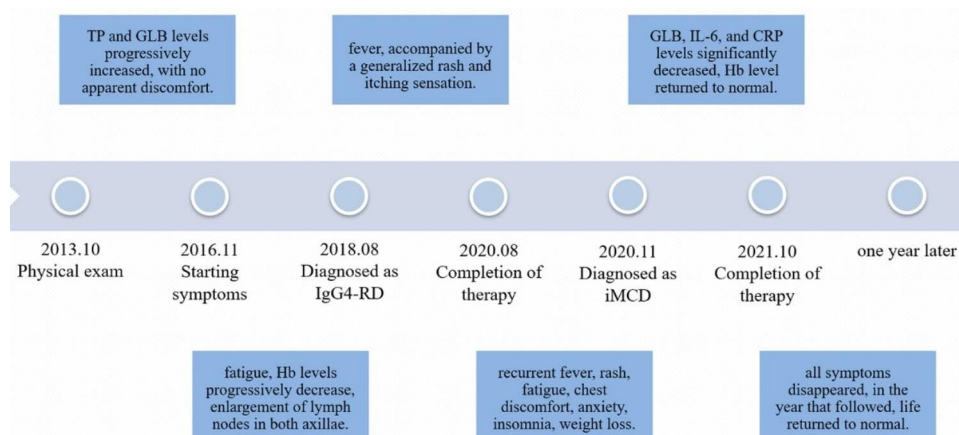 TP and GLB levels
progressively
increased, with no
apparent discomfort.
fever, accompanied by
a generalized rash and
itching sensation.
GLB, IL-6, and CRP
levels significantly
decreased, Hb level
returned to normal.
2013.10
Physical exam
2016.11
Starting
symptoms
2018.08
Diagnosed as
IgG4-RD
2020.08
Completion of
therapy
2020.11
Diagnosed as
iMCD
2021.10
Completion of
therapy
one year later
fatigue, Hb levels
progressively decrease,
enlargement of lymph
nodes in both axillae.
recurrent fever, rash,
fatigue, chest
discomfort, anxiety,
insomnia, weight loss.
all symptoms
disappeared, in the
year that followed, life
returned to normal.